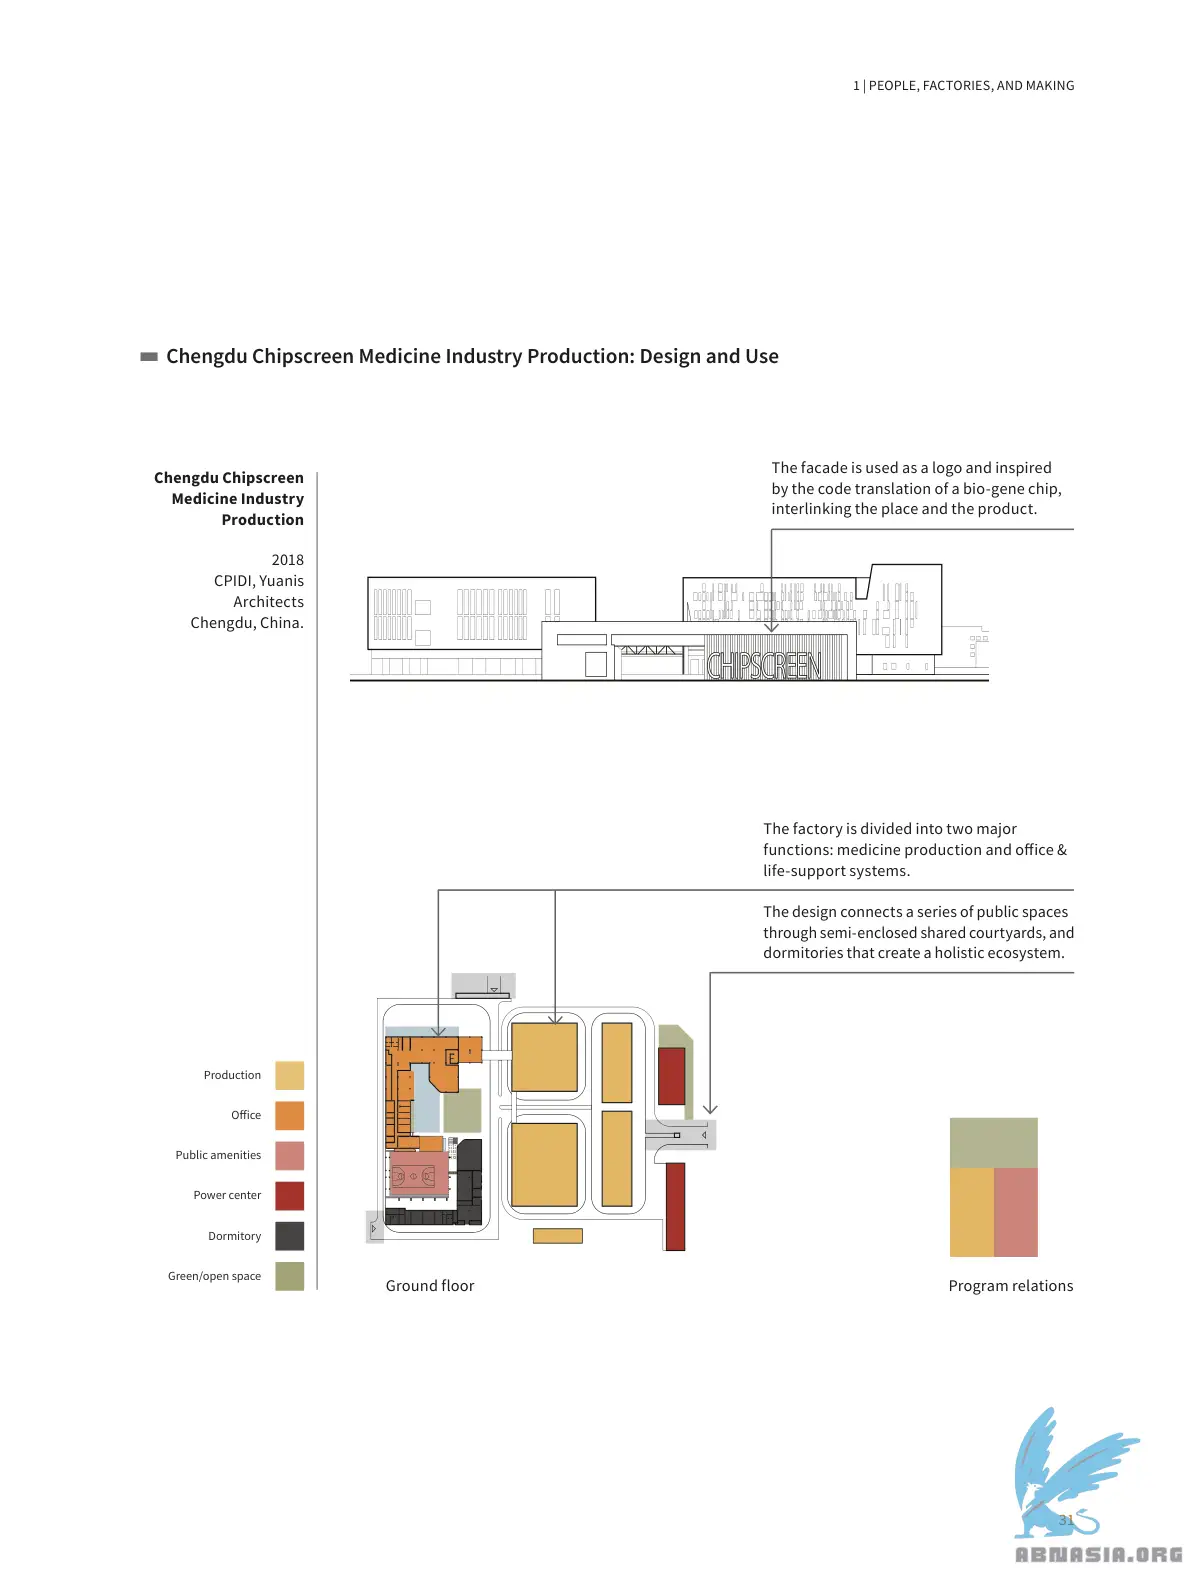 1 | PEOPLE, FACTORIES, AND MAKING
Chengdu Chipscreen Medicine Industry Production: Design and Use
Chengdu Chipscreen
Medicine Industry
Production
2018
CPIDI, Yuanis
Architects
Chengdu, China.
The facade is used as a logo and inspired
by the code translation of a bio-gene chip,
interlinking the place and the product.
CHIPSCREEN
The factory is divided into two major
functions: medicine production and office &
life-support systems.
The design connects a series of public spaces
through semi-enclosed shared courtyards, and
dormitories that create a holistic ecosystem.
Production
Office
Public amenities
Power center
Dormitory
Green/open space
Ground floor
Program relations
31
ABNASIA.ORG